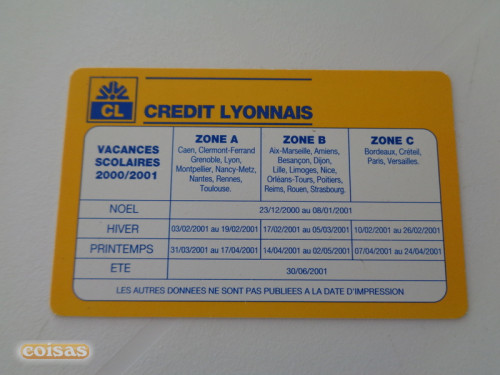 CL
CREDIT LYONNAIS
VACANCES
SCOLAIRES
2000/2001
ZONE A
Caen, Clermont-Ferrand
Grenoble, Lyon,
Montpellier, Nancy-Metz,
Nantes, Rennes,
Toulouse.
ZONE B
Aix-Marseille, Amiens,
Besançon, Dijon,
Lille, Limoges, Nice,
Orléans-Tours, Poitiers,
Reims, Rouen, Strasbourg.
ZONE C
Bordeaux, Créteil,
Paris, Versailles.
NOEL 23/12/2000 au 08/01/2001
HIVER 03/02/2001 au 19/02/2001 17/02/2001 au 05/03/2001 10/02/2001 au 26/02/2001
PRINTEMPS 31/03/2001 au 17/04/2001 14/04/2001 au 02/05/2001 07/04/2001 au 24/04/2001
ETE 30/06/2001
LES AUTRES DONNEES NE SONT PAS PUBLIEES A LA DATE D'IMPRESSION
coisas